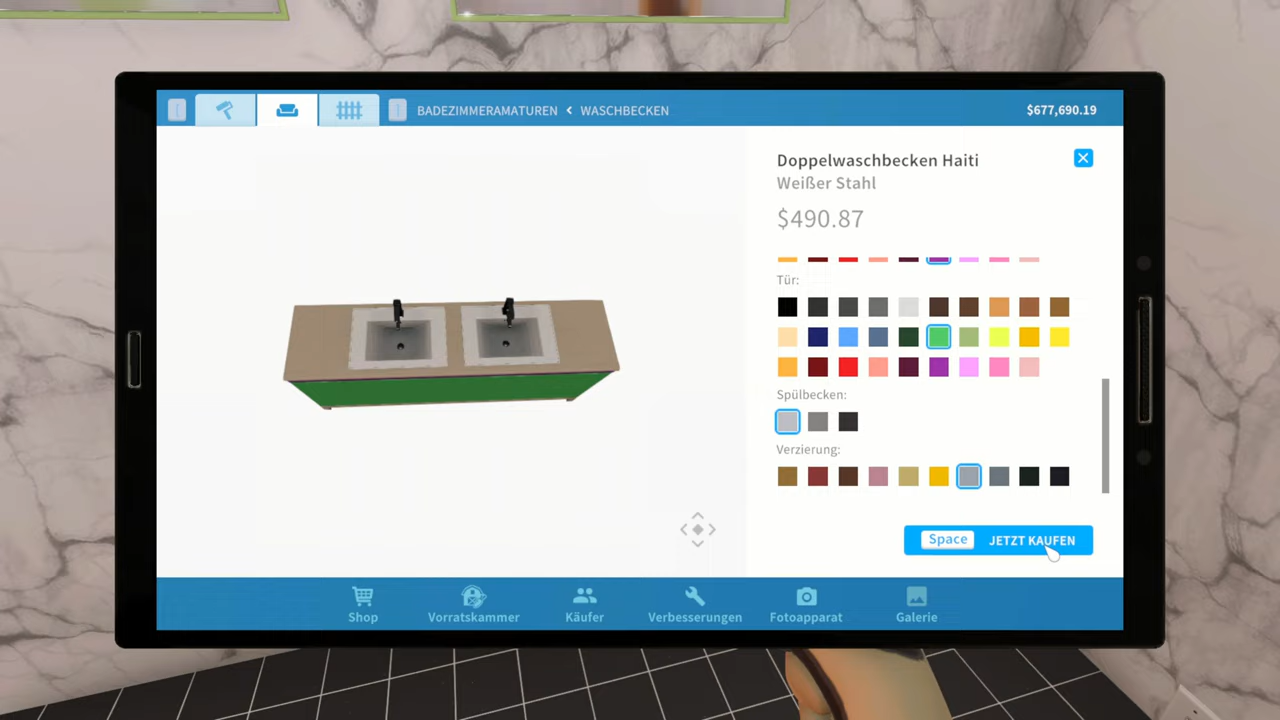 BADEZIMMERAMATUREN < WASCHBECKEN
$677,690.19
Doppelwaschbecken Haiti
Weißer Stahl
$490.87
Tür:
Spülbecken:
Verzierung:
Space JETZT KAUFEN
Shop
Vorratskammer
Käufer
Verbesserungen
Fotoapparat
Galerie